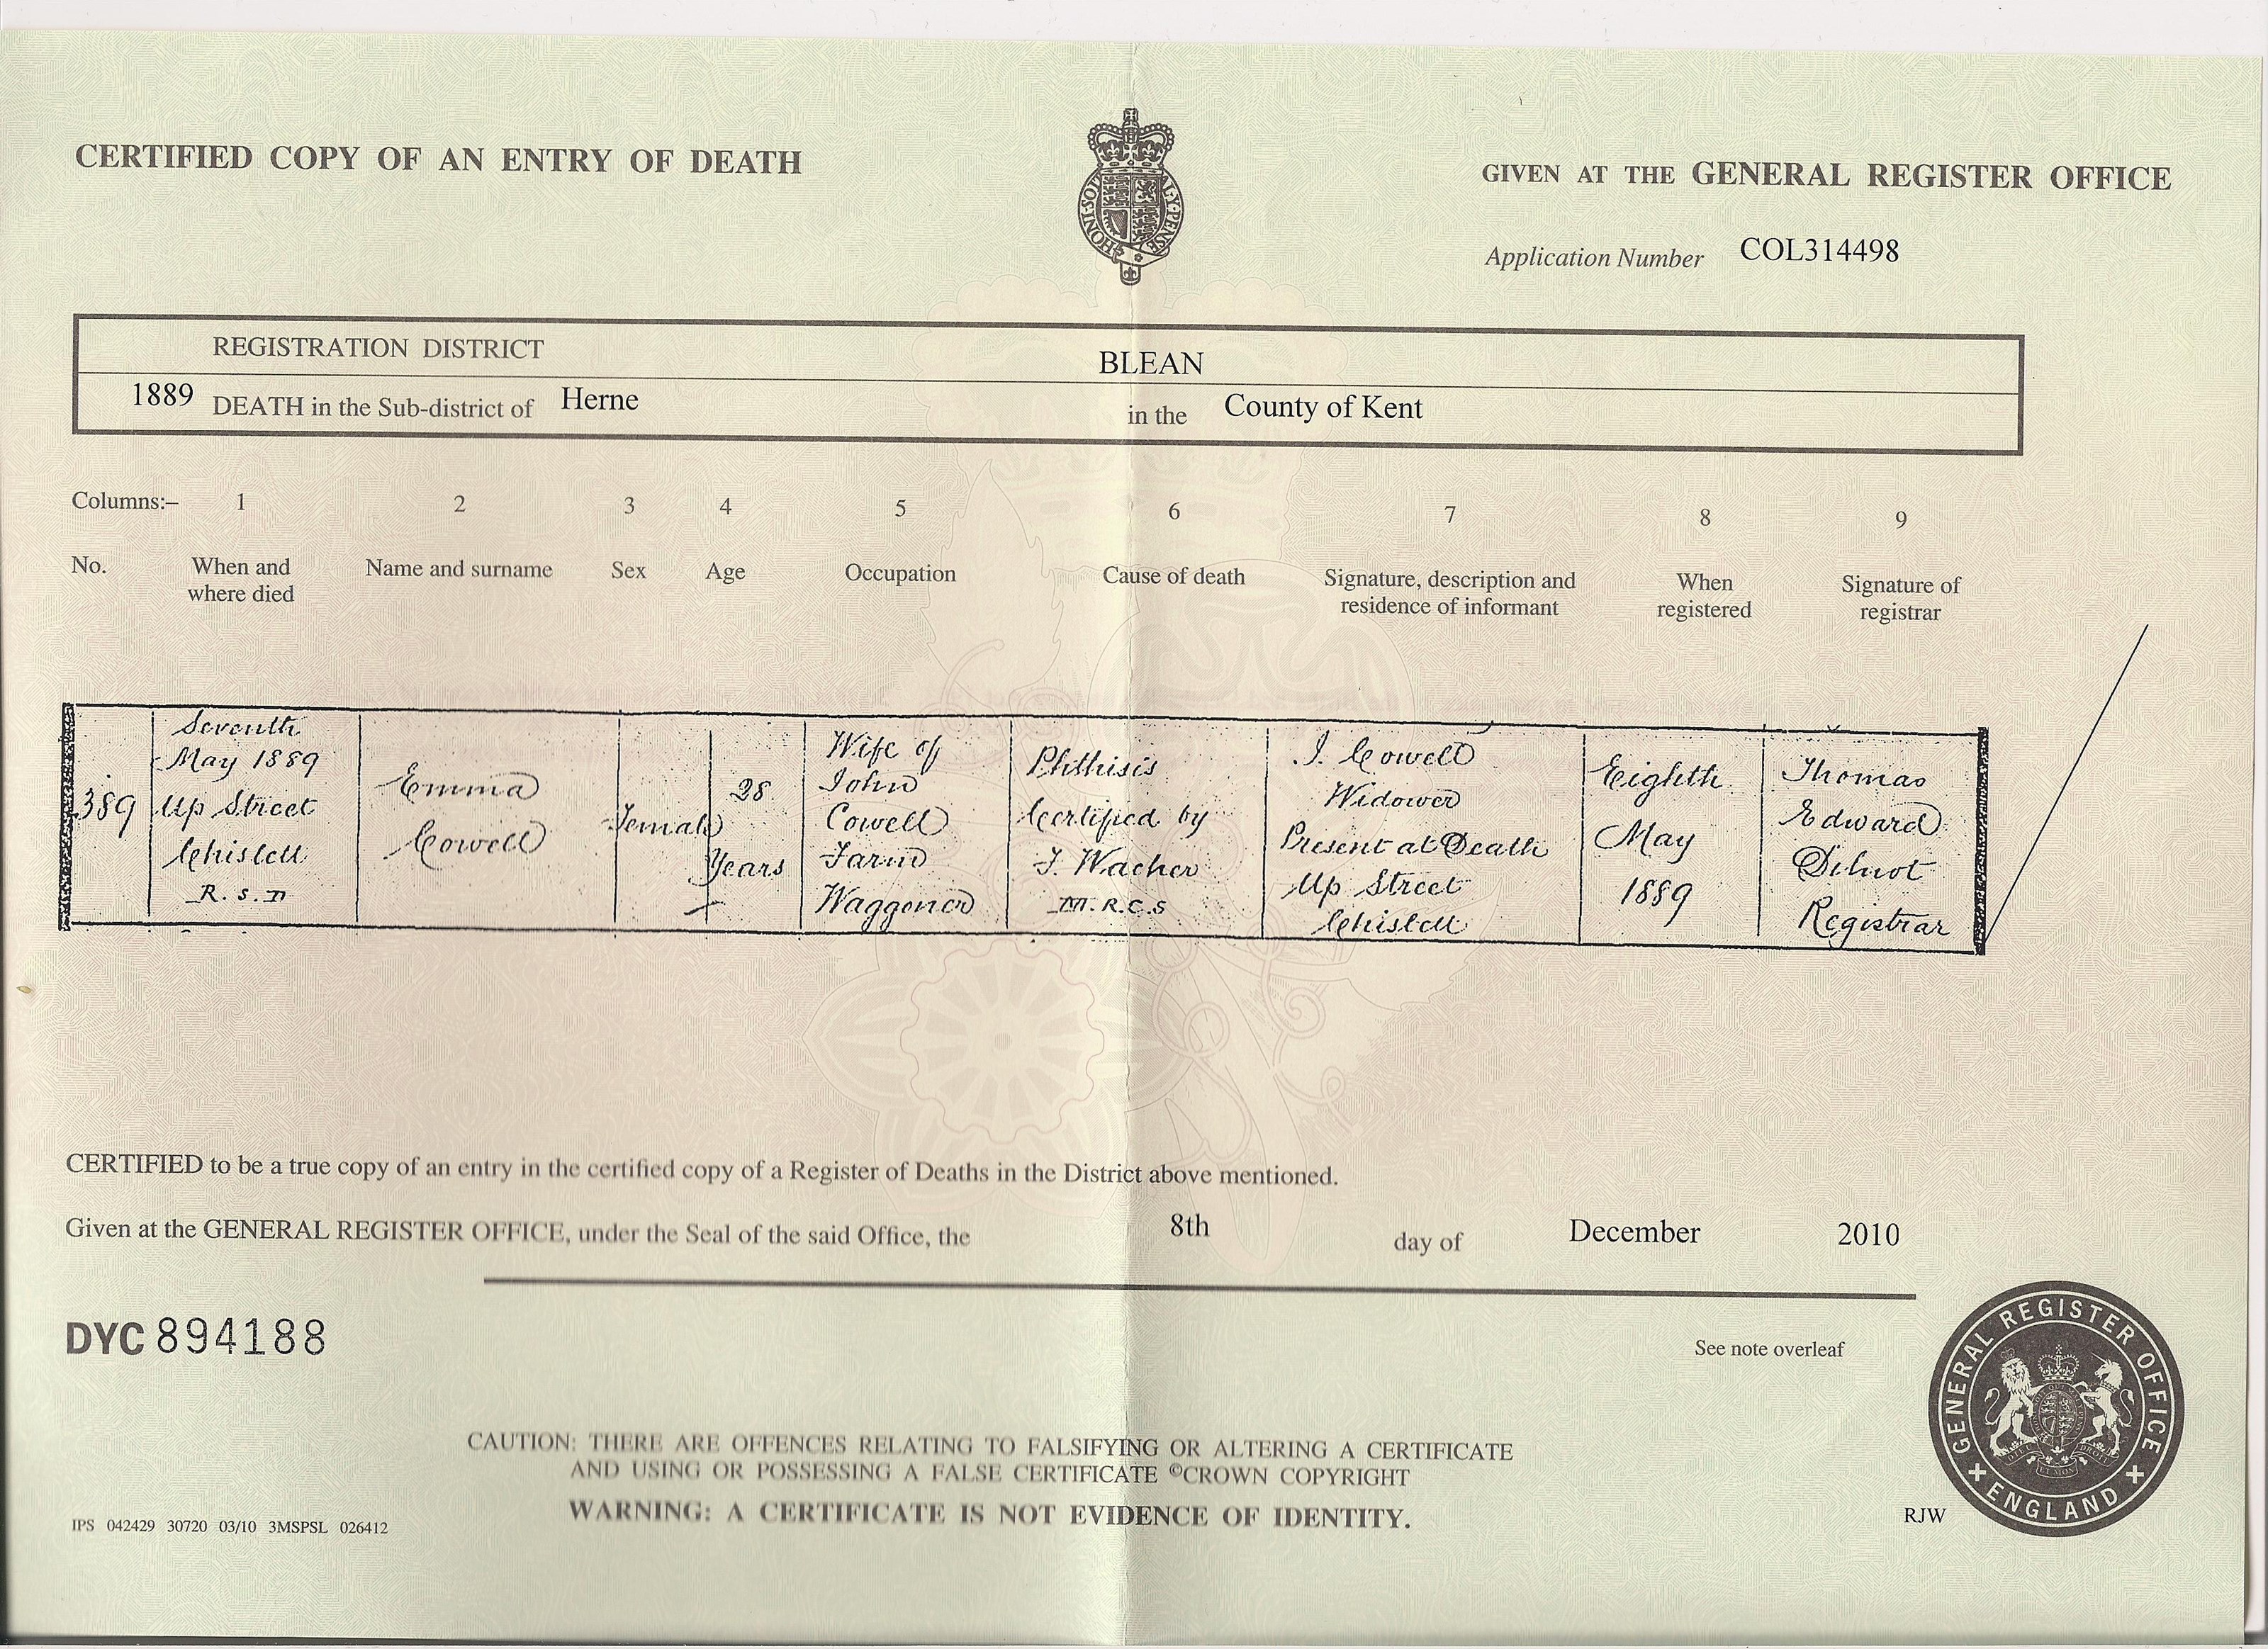 CERTIFIED COPY OF AN ENTRY OF DEATH
GIVEN AT THE GENERAL REGISTER OFFICE
Application Number COL314498
REGISTRATION DISTRICT BLEAN
1889 DEATH in the Sub-district of Herne in the County of Kent
Columns:– 1 2 3 4 5 6 7 8 9
No.
When and
where died
Name and surname
Sex
Age
Occupation
Cause of death
Signature, description and
residence of informant
When
registered
Signature of
registrar
389
Seventh
May 1889
Up Street
Chislett
R.S.D
Emma
Cowell
Female
28
Years
Wife of
John
Cowell
Farm
Waggoner
Phthisis
Certified by
T. Wacher
M.R.C.S
J. Cowell
Widower
Present at Death
Up Street
Chislett
Eighth
May
1889
Thomas
Edward
Dilnot
Registrar
CERTIFIED to be a true copy of an entry in the certified copy of a Register of Deaths in the District above mentioned.
Given at the GENERAL REGISTER OFFICE, under the Seal of the said Office, the 8th day of December 2010
DYC 894188
See note overleaf
GENERAL REGISTER OFFICE
ENGLAND
CAUTION: THERE ARE OFFENCES RELATING TO FALSIFYING OR ALTERING A CERTIFICATE
AND USING OR POSSESSING A FALSE CERTIFICATE ©CROWN COPYRIGHT
WARNING: A CERTIFICATE IS NOT EVIDENCE OF IDENTITY.
IPS 042429 30720 03/10 3MSPSL 026412
RJW